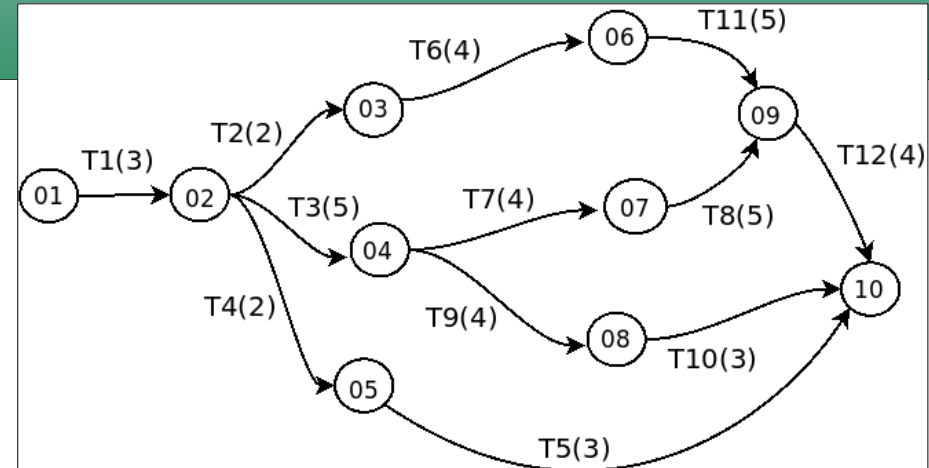 T11(5)
06
T6(4)
03
09
T2(2)
T12(4)
T1(3)
01
02
T3(5)
T7(4)
07
T8(5)
04
10
T4(2)
T9(4)
08
T10(3)
05
T5(3)